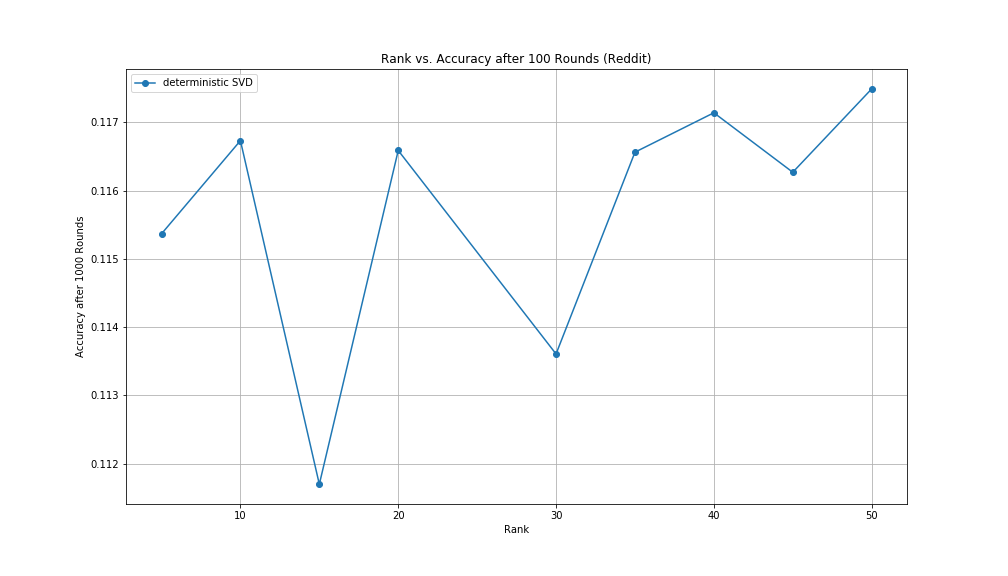 Rank vs. Accuracy after 100 Rounds (Reddit)
deterministic SVD
Accuracy after 1000 Rounds
0.117
0.116
0.115
0.114
0.113
0.112
10 20 30 40 50
Rank